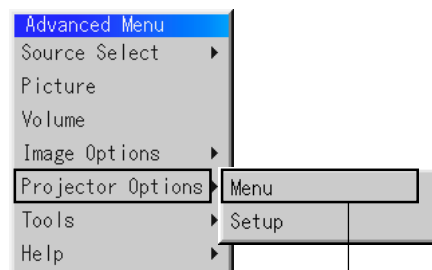 Advanced Menu
Source Select
Picture
Volume
Image Options
Projector Options
Menu
Tools
Setup
Help